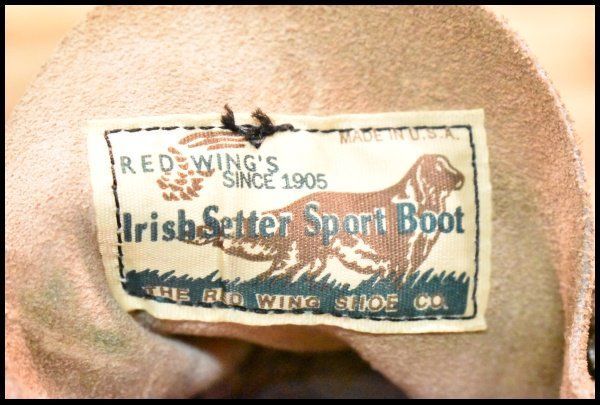 MADE IN U.S.A.
RED WING'S
SINCE 1905
Irish Setter Sport Boot
THE RED WING SHOE CO.